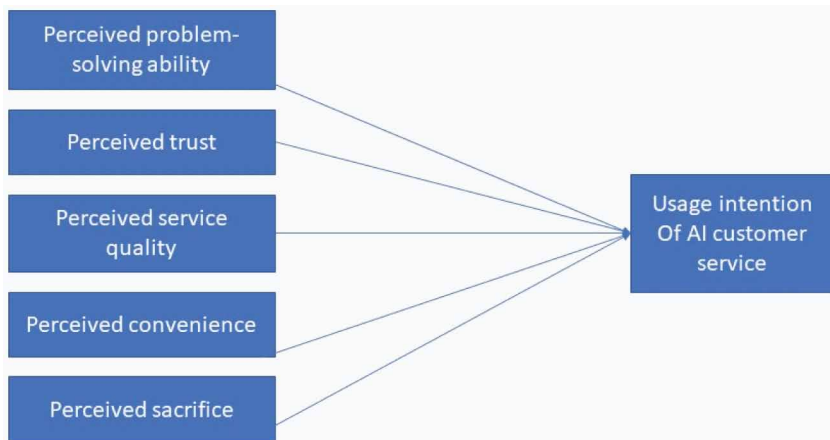 Perceived problem-
solving ability
Perceived trust
Perceived service
quality
Perceived convenience
Perceived sacrifice
Usage intention
Of AI customer
service